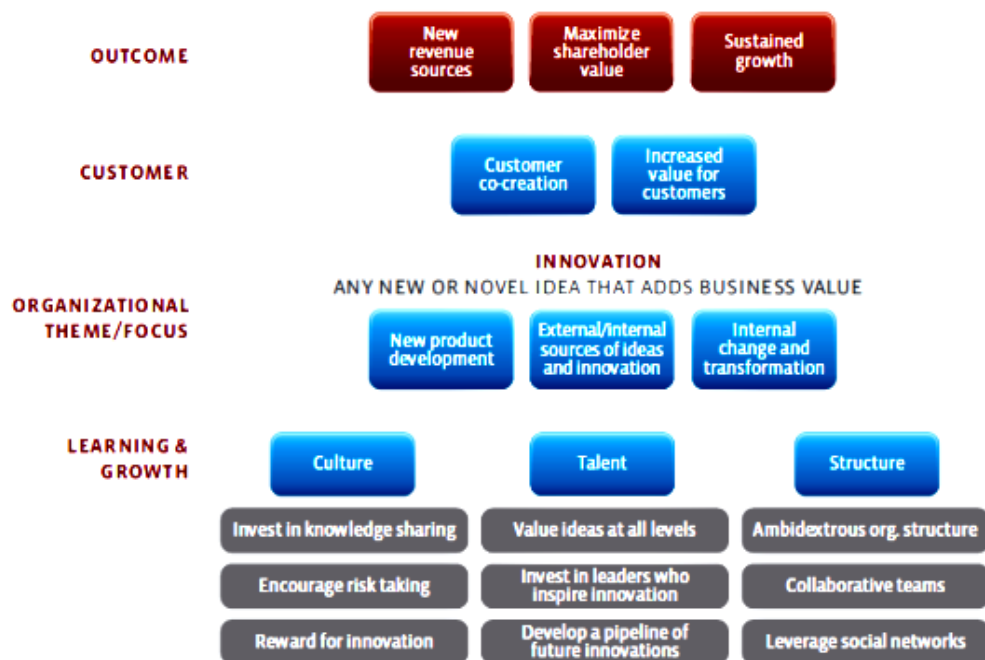 OUTCOME
New
revenue
sources
Maximize
shareholder
value
Sustained
growth
CUSTOMER
Customer
co-creation
Increased
value for
customers
INNOVATION
ANY NEW OR NOVEL IDEA THAT ADDS BUSINESS VALUE
ORGANIZATIONAL
THEME/FOCUS
New product
development
External/internal
sources of ideas
and innovation
Internal
change and
transformation
LEARNING &
GROWTH
Culture
Talent
Structure
Invest in knowledge sharing
Value ideas at all levels
Ambidextrous org. structure
Encourage risk taking
Invest in leaders who
inspire innovation
Collaborative teams
Reward for innovation
Develop a pipeline of
future innovations
Leverage social networks